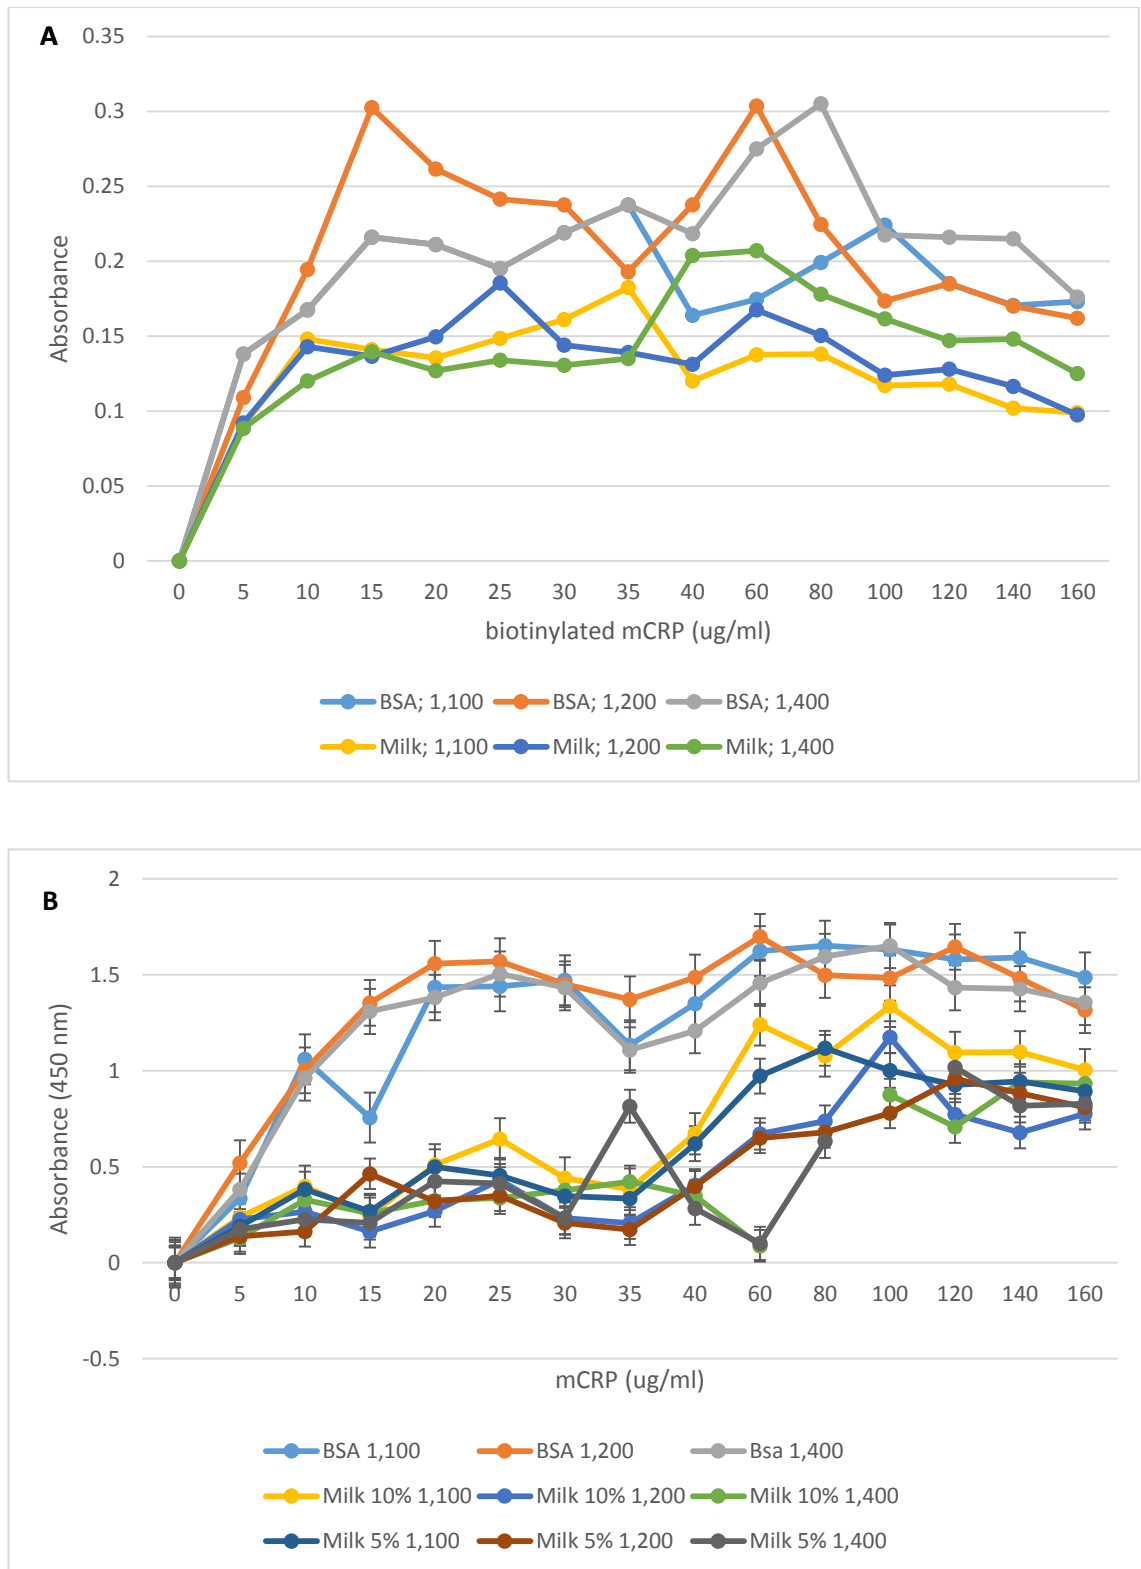 A
0.35
0.3
0.25
0.2
0.15
0.1
0.05
0
Absorbance
0 5 10 15 20 25 30 35 40 60 80 100 120 140 160
biotinylated mCRP (ug/ml)
BSA; 1,100 BSA; 1,200 BSA; 1,400
Milk; 1,100 Milk; 1,200 Milk; 1,400
B
2
1.5
1
0.5
0
-0.5
Absorbance (450 nm)
0 5 10 15 20 25 30 35 40 60 80 100 120 140 160
mCRP (ug/ml)
BSA 1,100 BSA 1,200 Bsa 1,400
Milk 10% 1,100 Milk 10% 1,200 Milk 10% 1,400
Milk 5% 1,100 Milk 5% 1,200 Milk 5% 1,400